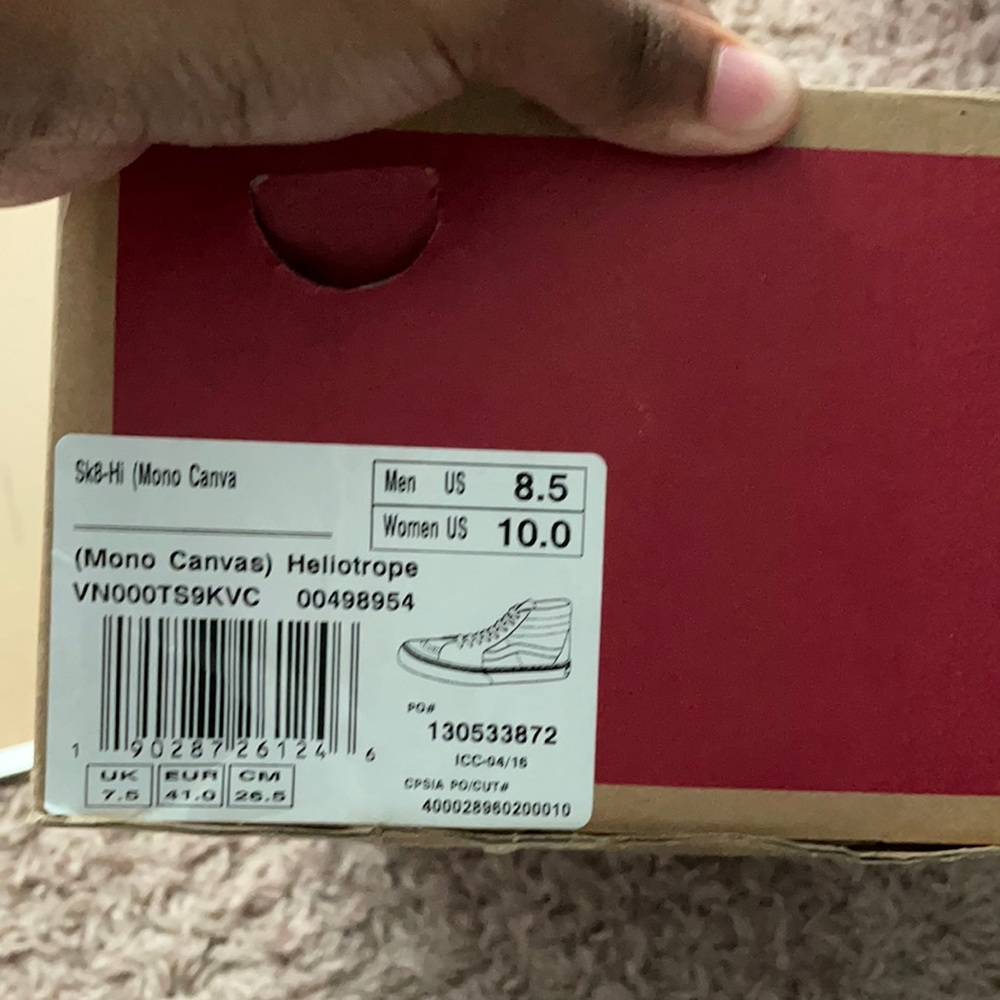 Sk8-Hi (Mono Canva
Men US 8.5
Women US 10.0
(Mono Canvas) Heliotrope
VN000TS9KVC 00498954
1 90287 26124 6
PO#
130533872
ICC-04/16
CPSIA PO/CUT#
400028960200010
UK EUR CM
7.5 41.0 26.5